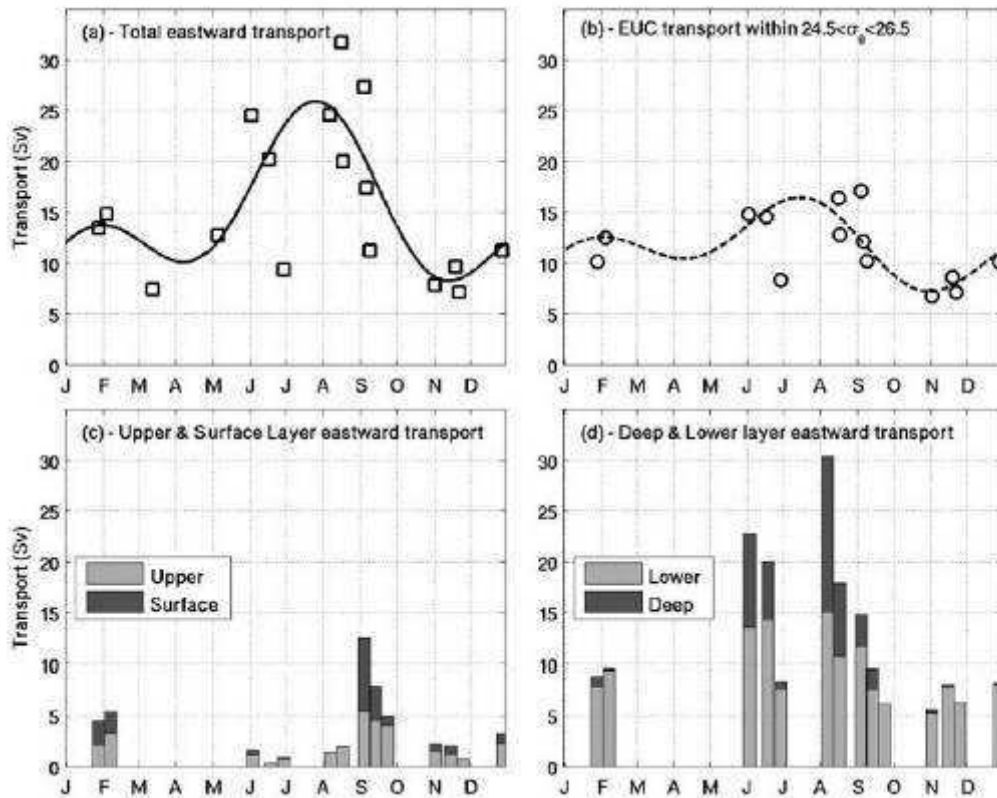 (a) - Total eastward transport
35
30
25
20
15
10
5
0
Transport (Sv)
J F M A M J J A S O N D
(b) - EUC transport within 24.5<σθ<26.5
30
25
20
15
10
5
0
J F M A M J J A S O N D
(c) - Upper & Surface Layer eastward transport
30
25
20
15
10
5
0
Transport (Sv)
Upper
Surface
J F M A M J J A S O N D
(d) - Deep & Lower layer eastward transport
30
25
20
15
10
5
0
Lower
Deep
J F M A M J J A S O N D